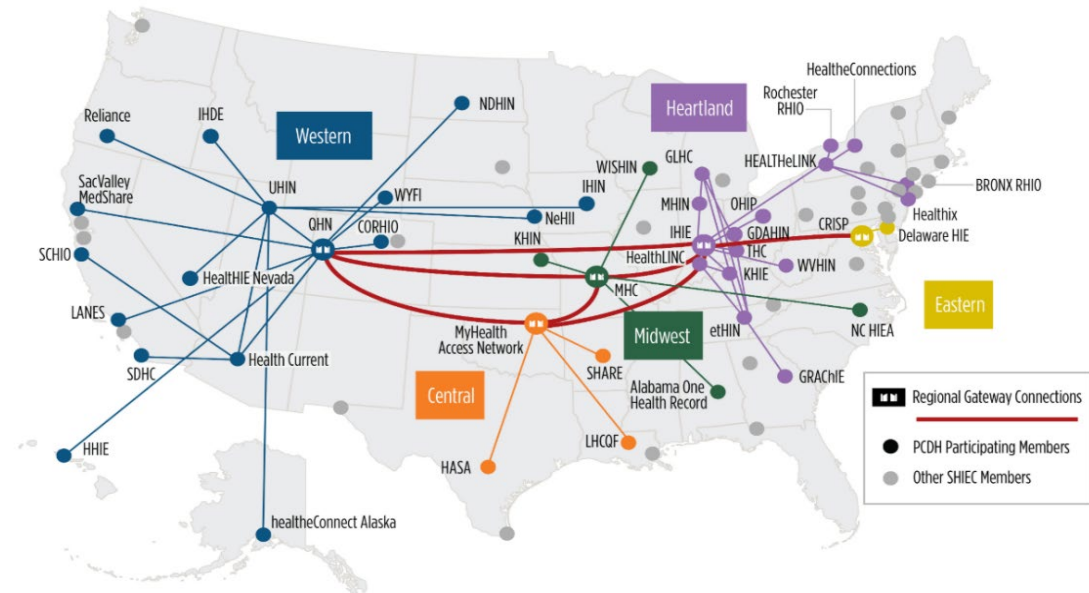 HealtheConnections
Rochester
RHIO
NDHIN
Heartland
Reliance
IHDE
Western
WISHIN
GLHC
HEALTHeLINK
SacValley
MedShare
UHIN
WYFI
IHIN
MHIN
OHIP
BRONX RHIO
QHN
CORHIO
NeHII
KHIN
IHIE
GDAHIN
CRISP
Healthix
Delaware HIE
SCHIO
HealthLINC
THC
HealtHIE Nevada
KHIE
WVHIN
MHC
LANES
MyHealth
Access Network
Midwest
etHIN
NC HIEA
Eastern
SDHC
Health Current
SHARE
GRAChIE
Central
Alabama One
Health Record
Regional Gateway Connections
HHIE
LHCQF
PCDH Participating Members
HASA
Other SHIEC Members
healtheConnect Alaska